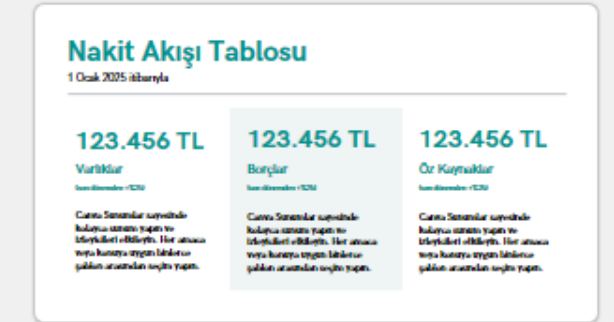 Nakit Akışı Tablosu
1 Ocak 2025 itibarıyla
123.456 TL
Varlıklar
Canva Sunumlar sayesinde
kolayca sunum yapın ve
izleyicileri etkileyin. Her amaca
veya konuya uygun binlerce
şablon arasından seçim yapın.
123.456 TL
Borçlar
Canva Sunumlar sayesinde
kolayca sunum yapın ve
izleyicileri etkileyin. Her amaca
veya konuya uygun binlerce
şablon arasından seçim yapın.
123.456 TL
Öz Kaynaklar
Canva Sunumlar sayesinde
kolayca sunum yapın ve
izleyicileri etkileyin. Her amaca
veya konuya uygun binlerce
şablon arasından seçim yapın.